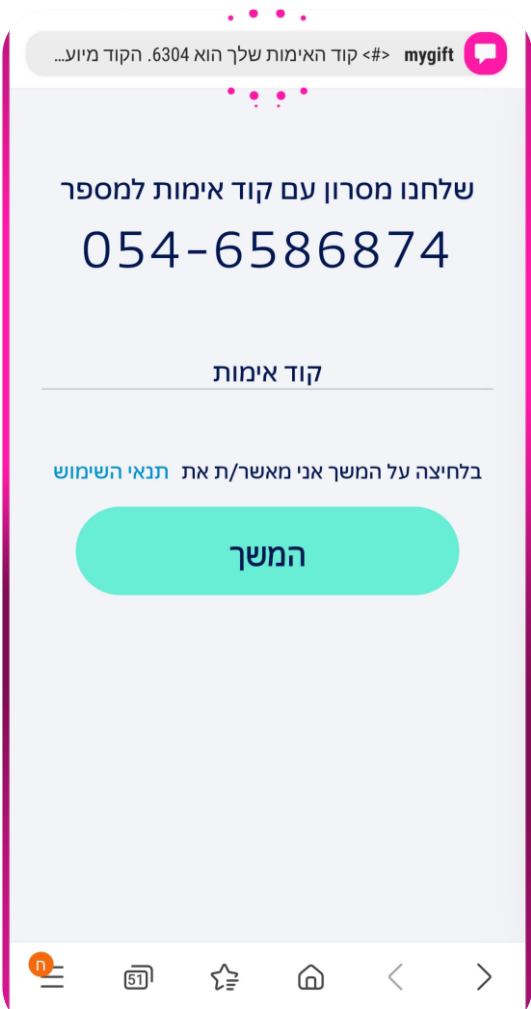 mygift <#> קוד האימות שלך הוא 6304. הקוד מיוע...
שלחנו מסרון עם קוד אימות למספר
054-6586874
קוד אימות
בלחיצה על המשך אני מאשר/ת את תנאי השימוש
המשך
ח
51